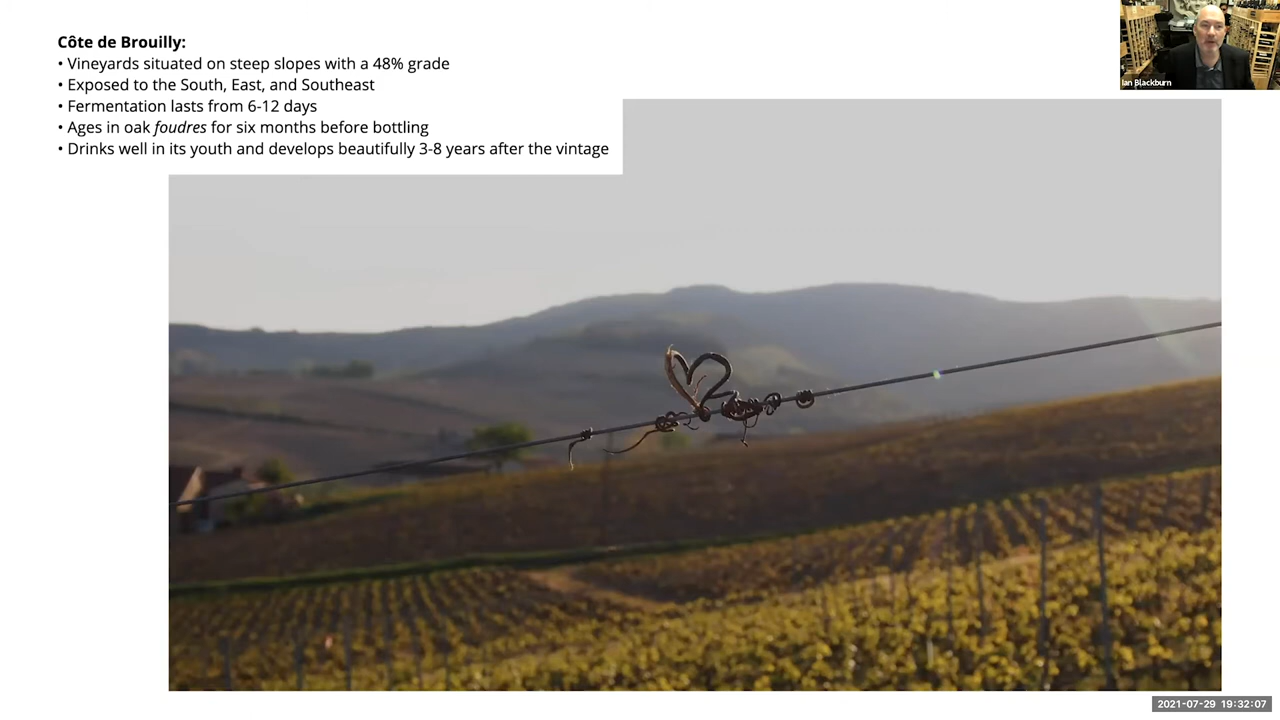 Côte de Brouilly:
• Vineyards situated on steep slopes with a 48% grade
• Exposed to the South, East, and Southeast
• Fermentation lasts from 6-12 days
• Ages in oak foudres for six months before bottling
• Drinks well in its youth and develops beautifully 3-8 years after the vintage
Ian Blackburn
2021-07-29 19:32:07